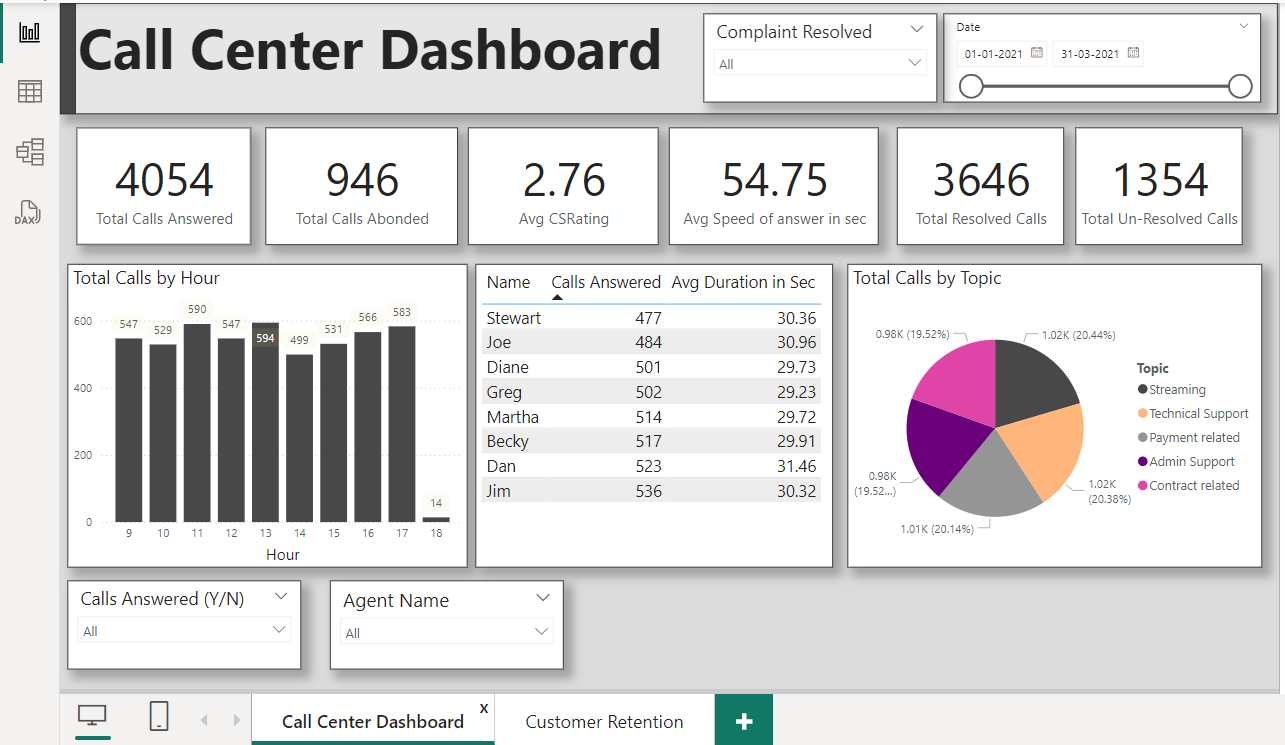 Call Center Dashboard
Complaint Resolved
All
Date
01-01-2021
31-03-2021
DAX
4054
Total Calls Answered
946
Total Calls Abonded
2.76
Avg CSRating
54.75
Avg Speed of answer in sec
3646
Total Resolved Calls
1354
Total Un-Resolved Calls
Total Calls by Hour
600
400
200
0
547
529
590
547
594
499
531
566
583
14
9 10 11 12 13 14 15 16 17 18
Hour
Name Calls Answered Avg Duration in Sec
Stewart 477 30.36
Joe 484 30.96
Diane 501 29.73
Greg 502 29.23
Martha 514 29.72
Becky 517 29.91
Dan 523 31.46
Jim 536 30.32
Total Calls by Topic
0.98K (19.52%)
1.02K (20.44%)
0.98K
(19.52...)
1.02K
(20.38%)
1.01K (20.14%)
Topic
Streaming
Technical Support
Payment related
Admin Support
Contract related
Calls Answered (Y/N)
All
Agent Name
All
Call Center Dashboard
x
Customer Retention
+